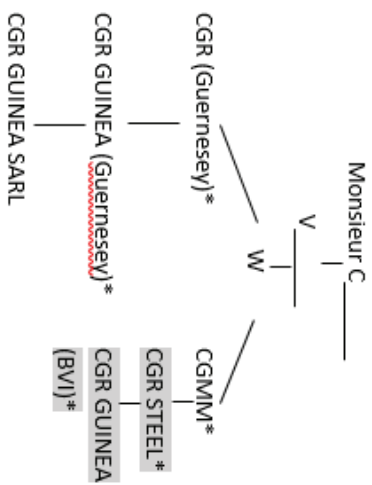 Monsieur C
V
W
CGR (Guernesey)*
CGMM*
CGR GUINEA (Guernesey)*
CGR STEEL*
CGR GUINEA SARL
CGR GUINEA
(BVI)*